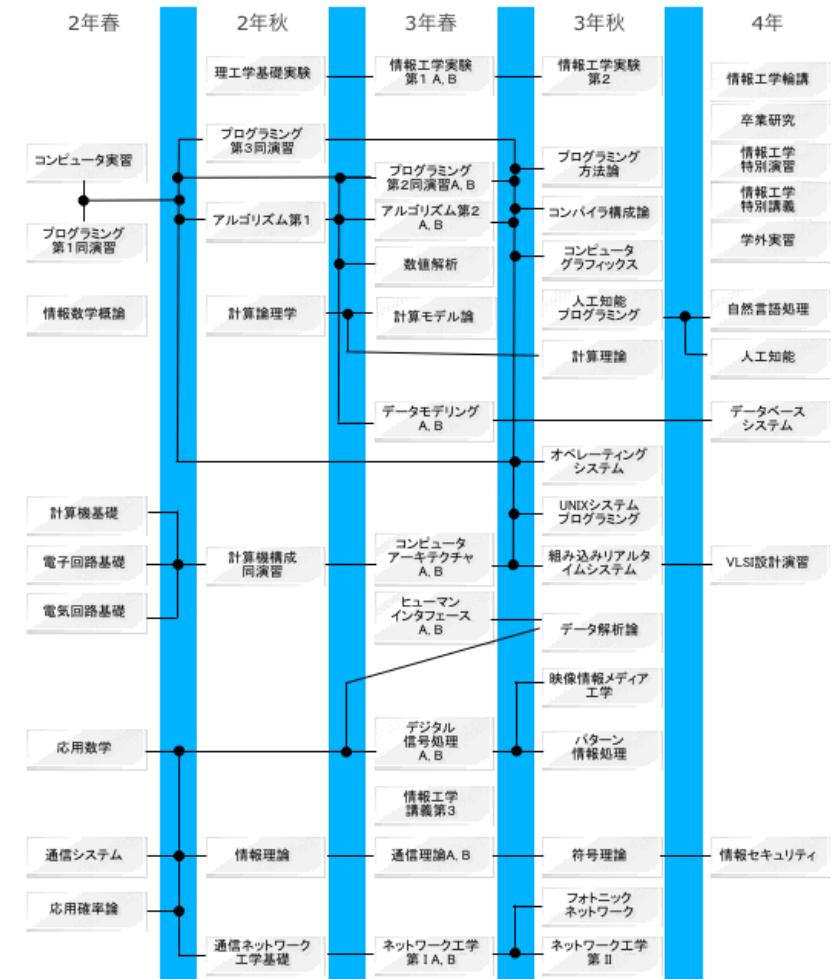 2年春
2年秋
3年春
3年秋
4年
理工学基礎実験
情報工学実験
第1 A, B
情報工学実験
第2
情報工学輪講
卒業研究
プログラミング
第3同演習
コンピュータ実習
プログラミング
第2同演習A, B
プログラミング
方法論
情報工学
特別演習
情報工学
特別講義
プログラミング
第1同演習
アルゴリズム第1
アルゴリズム第2
A, B
コンパイラ構成論
学外実習
数値解析
コンピュータ
グラフィックス
情報数学概論
計算論理学
計算モデル論
人工知能
プログラミング
自然言語処理
計算理論
人工知能
データモデリング
A, B
データベース
システム
オペレーティング
システム
計算機基礎
UNIXシステム
プログラミング
電子回路基礎
計算機構成
同演習
コンピュータ
アーキテクチャ
A, B
組み込みリアルタ
イムシステム
VLSI設計演習
電気回路基礎
ヒューマン
インタフェース
A, B
データ解析論
映像情報メディア
工学
応用数学
デジタル
信号処理
A, B
パターン
情報処理
情報工学
講義第3
通信システム
情報理論
通信理論A, B
符号理論
情報セキュリティ
応用確率論
フォトニック
ネットワーク
通信ネットワーク
工学基礎
ネットワーク工学
第 I A, B
ネットワーク工学
第 II